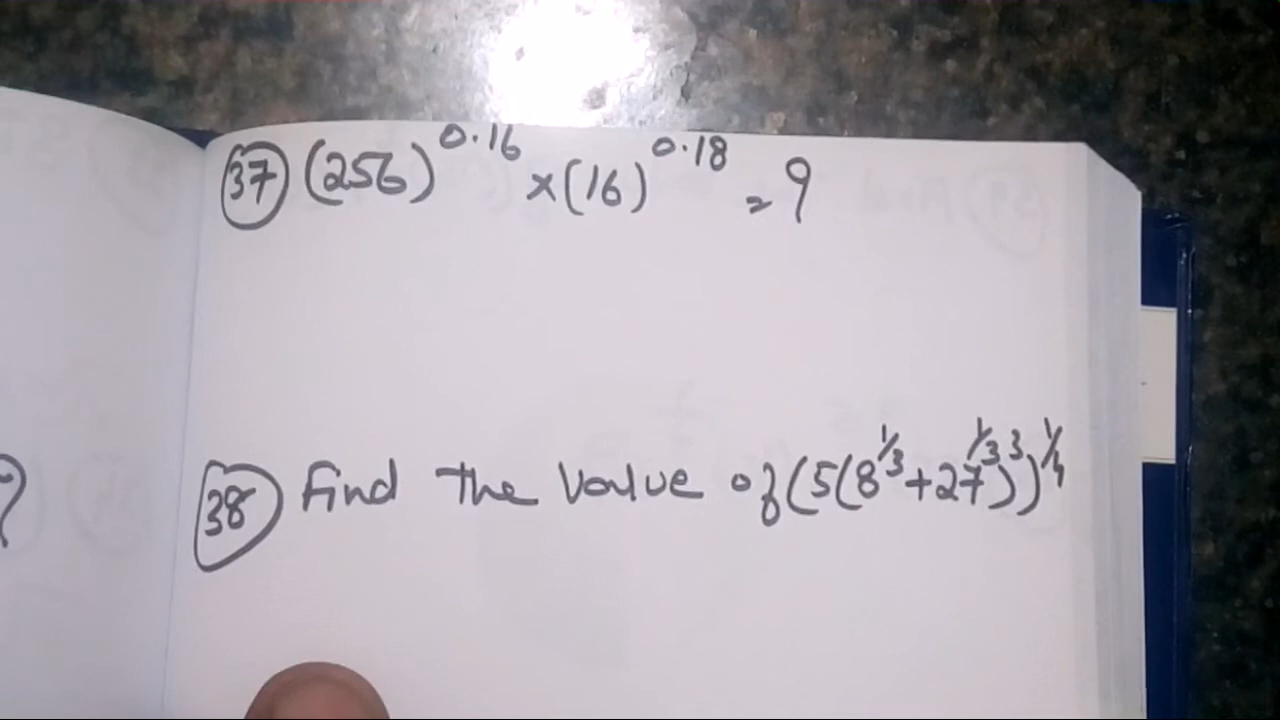 37 (256)^0.16 × (16)^0.18 = ?
38 Find the value of (5(8^1/3+27^1/3)^3)^1/4